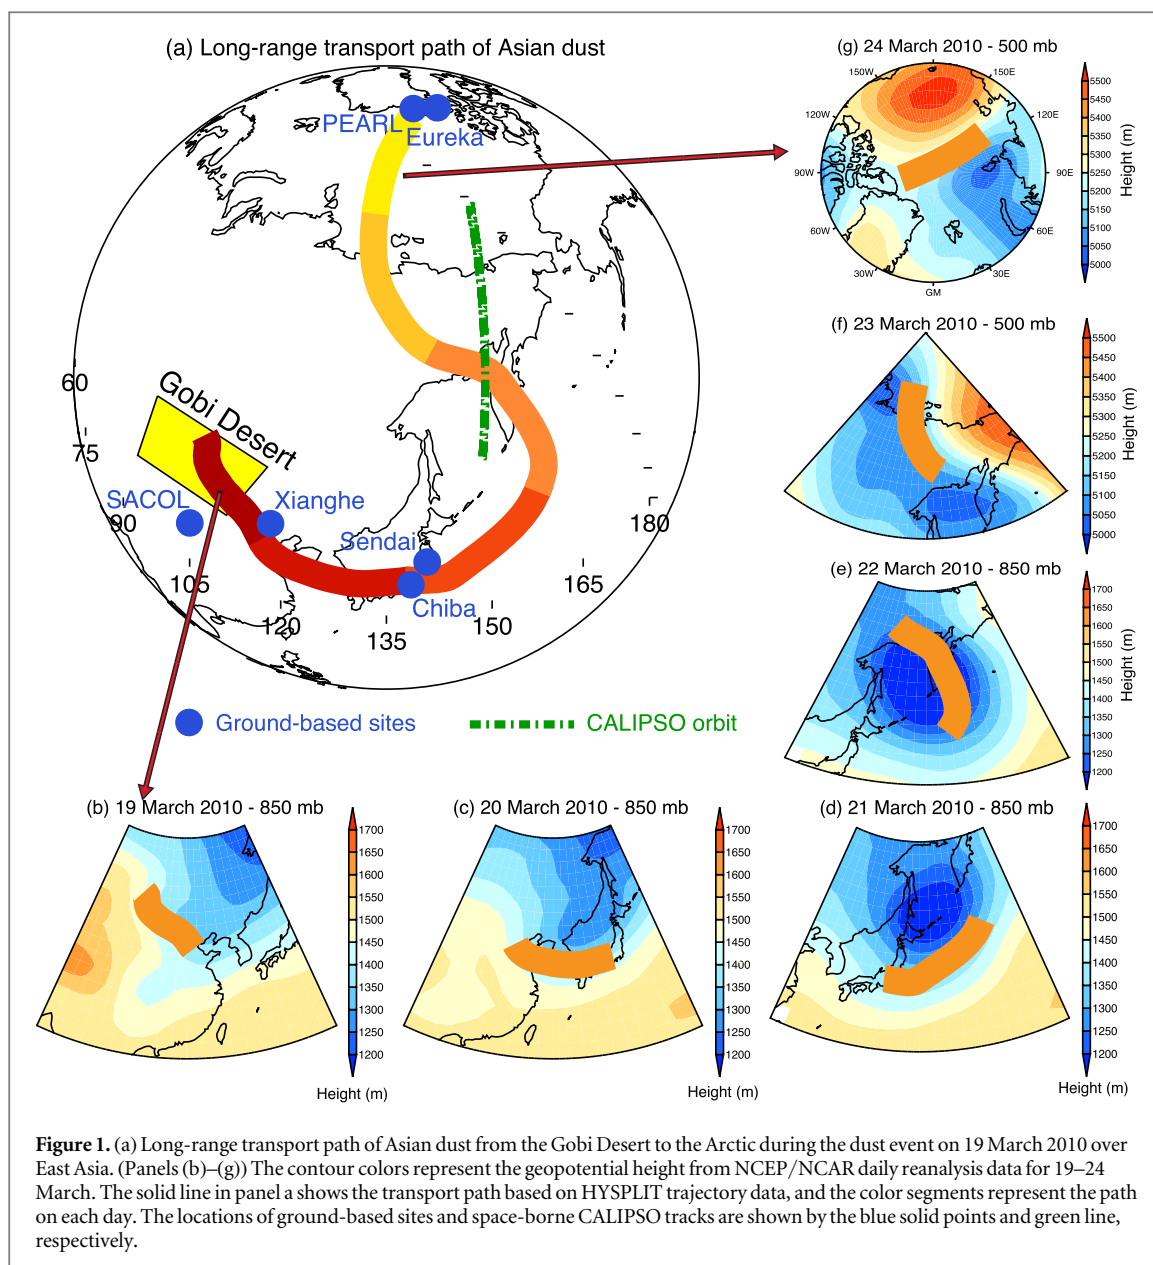 (a) Long-range transport path of Asian dust
PEARL
Eureka
Gobi Desert
SACOL
Xianghe
Sendai
Chiba
60
75
90
105
120
135
150
165
180
Ground-based sites
CALIPSO orbit
(g) 24 March 2010 - 500 mb
150W
150E
120W
120E
90W
90E
60W
60E
30W
30E
GM
5500
5450
5400
5350
5300
5250
5200
5150
5100
5050
5000
Height (m)
(f) 23 March 2010 - 500 mb
5500
5450
5400
5350
5300
5250
5200
5150
5100
5050
5000
Height (m)
(e) 22 March 2010 - 850 mb
1700
1650
1600
1550
1500
1450
1400
1350
1300
1250
1200
Height (m)
(b) 19 March 2010 - 850 mb
1700
1650
1600
1550
1500
1450
1400
1350
1300
1250
1200
Height (m)
(c) 20 March 2010 - 850 mb
1700
1650
1600
1550
1500
1450
1400
1350
1300
1250
1200
Height (m)
(d) 21 March 2010 - 850 mb
1700
1650
1600
1550
1500
1450
1400
1350
1300
1250
1200
Height (m)
Figure 1. (a) Long-range transport path of Asian dust from the Gobi Desert to the Arctic during the dust event on 19 March 2010 over
East Asia. (Panels (b)–(g)) The contour colors represent the geopotential height from NCEP/NCAR daily reanalysis data for 19–24
March. The solid line in panel a shows the transport path based on HYSPLIT trajectory data, and the color segments represent the path
on each day. The locations of ground-based sites and space-borne CALIPSO tracks are shown by the blue solid points and green line,
respectively.